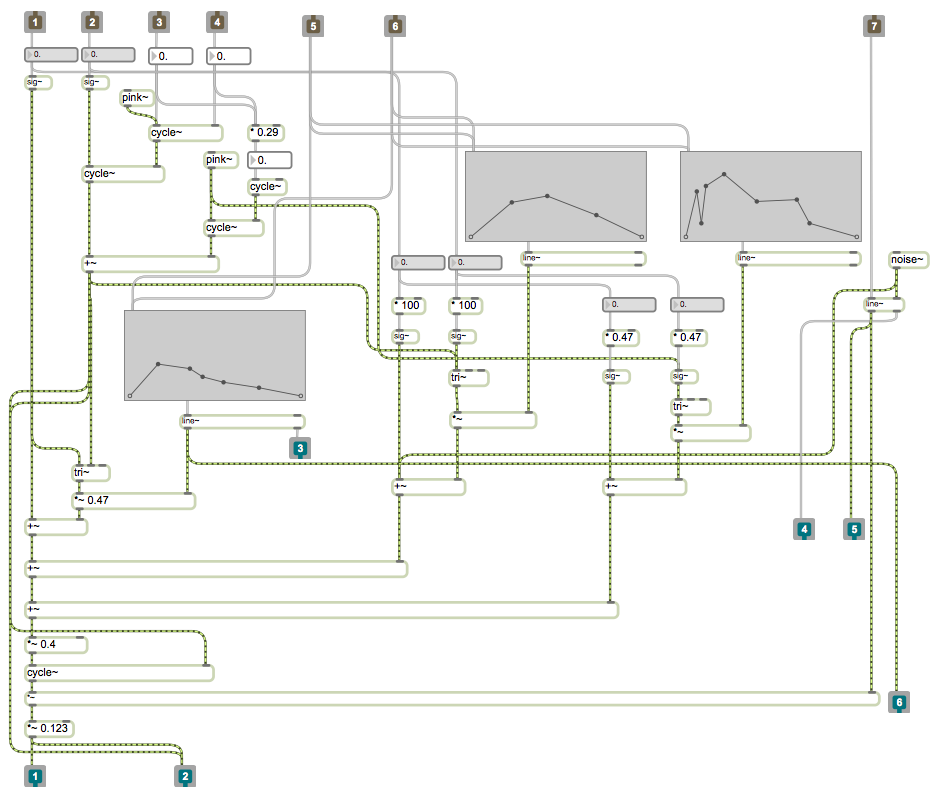 1 2 3 4 5 6 7
0. 0. 0. 0.
sig~ sig~
pink~
cycle~ * 0.29
pink~ 0.
cycle~
cycle~
cycle~
+~ line~ line~ noise~
0. 0.
* 100 * 100 0. 0. line~
sig~ sig~ * 0.47 * 0.47
tri~ sig~ sig~
tri~
line~ *~
*~
3
tri~
+~ +~
*~ 0.47
+~ 4 5
+~
+~
*~ 0.4
cycle~
*~
6
*~ 0.123
1 2